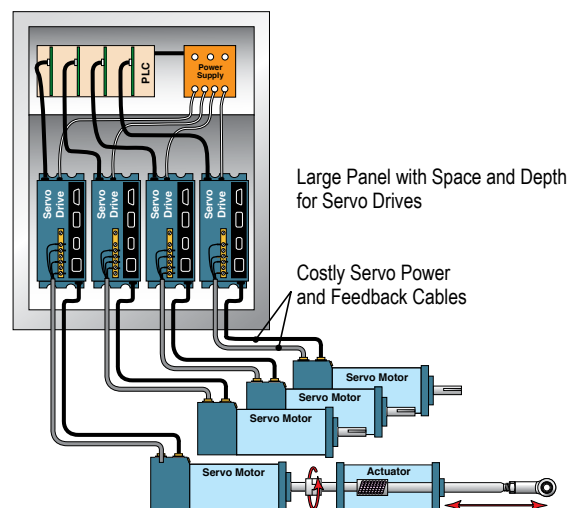 PLC
Power
Supply
Servo
Drive
Servo
Drive
Servo
Drive
Servo
Drive
Large Panel with Space and Depth
for Servo Drives
Costly Servo Power
and Feedback Cables
Servo Motor
Servo Motor
Servo Motor
Servo Motor
Actuator